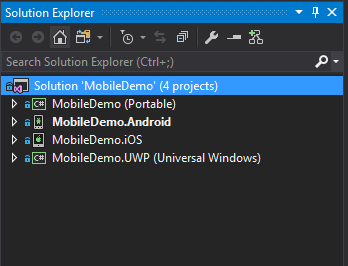 Solution Explorer
Search Solution Explorer (Ctrl+;)
Solution 'MobileDemo' (4 projects)
C# MobileDemo (Portable)
MobileDemo.Android
MobileDemo.iOS
C# MobileDemo.UWP (Universal Windows)